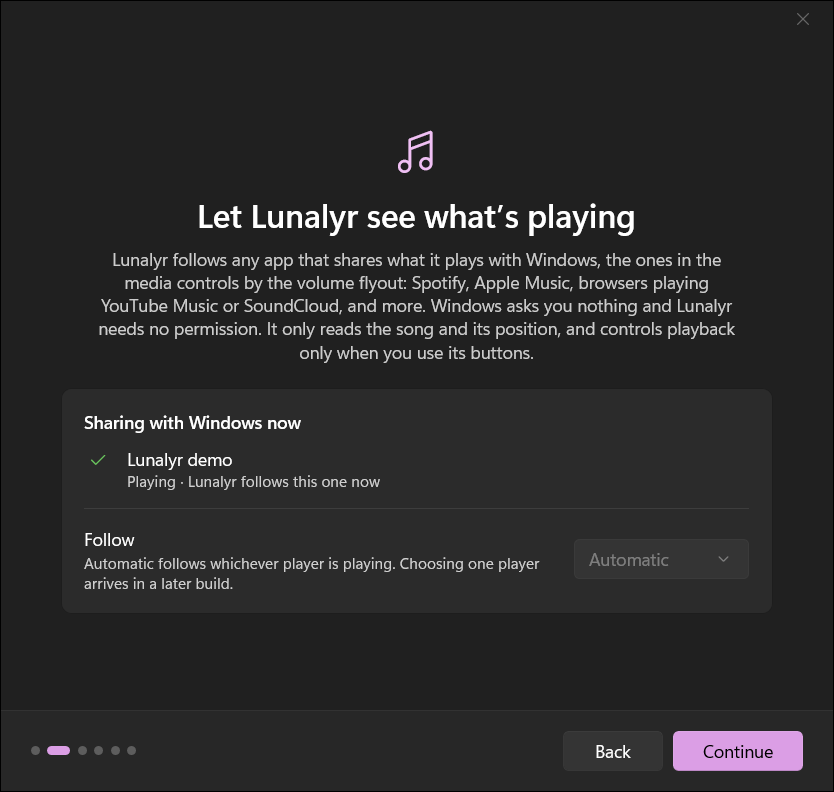 Let Lunalyr see what's playing
Lunalyr follows any app that shares what it plays with Windows, the ones in the
media controls by the volume flyout: Spotify, Apple Music, browsers playing
YouTube Music or SoundCloud, and more. Windows asks you nothing and Lunalyr
needs no permission. It only reads the song and its position, and controls playback
only when you use its buttons.
Sharing with Windows now
Lunalyr demo
Playing · Lunalyr follows this one now
Follow
Automatic follows whichever player is playing. Choosing one player
arrives in a later build.
Automatic
Back
Continue